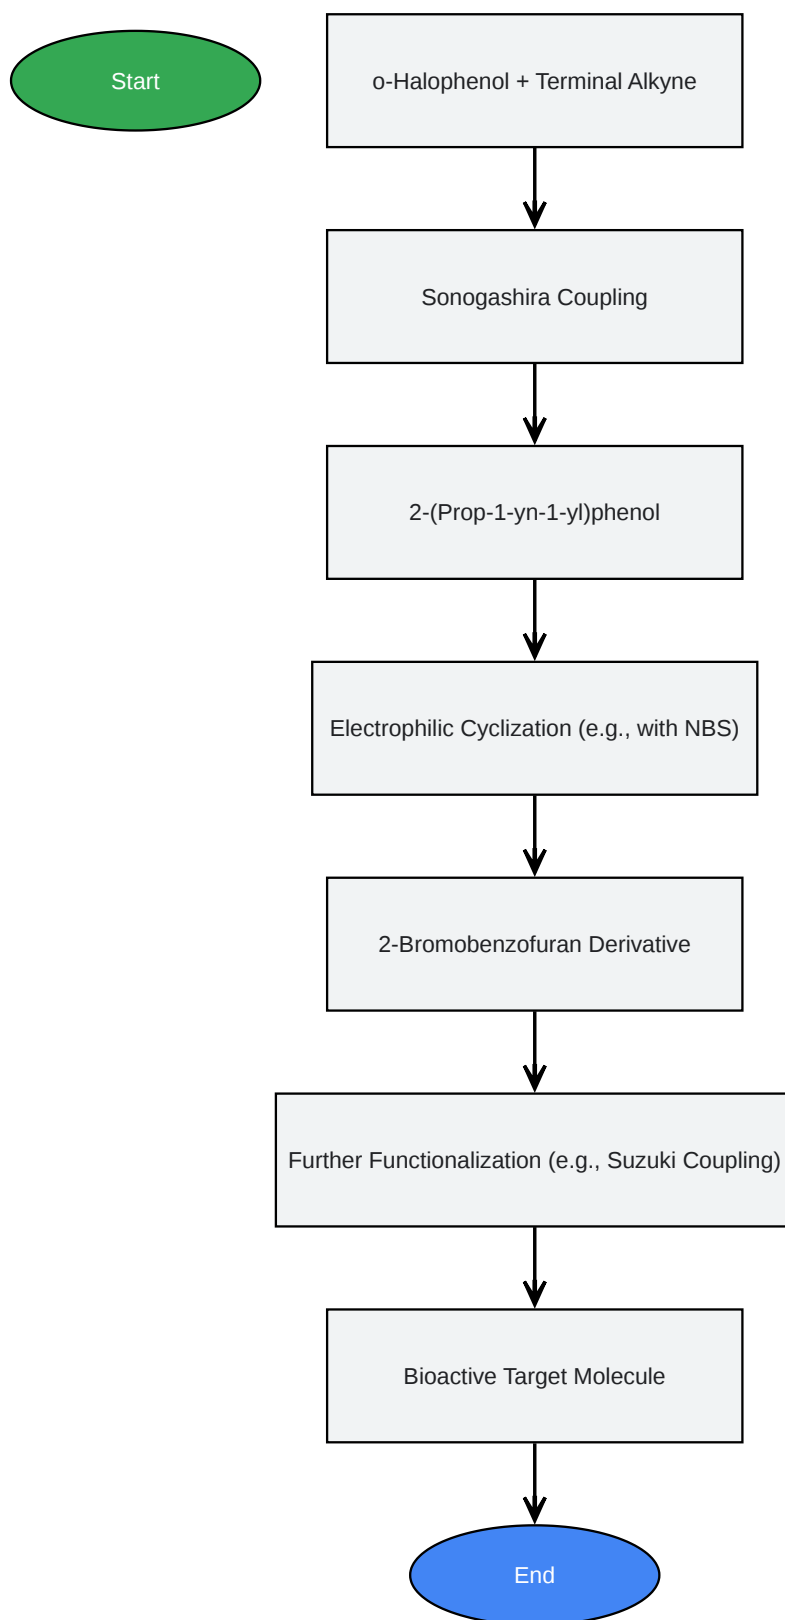 Start
o-Halophenol + Terminal Alkyne
Sonogashira Coupling
2-(Prop-1-yn-1-yl)phenol
Electrophilic Cyclization (e.g., with NBS)
2-Bromobenzofuran Derivative
Further Functionalization (e.g., Suzuki Coupling)
Bioactive Target Molecule
End